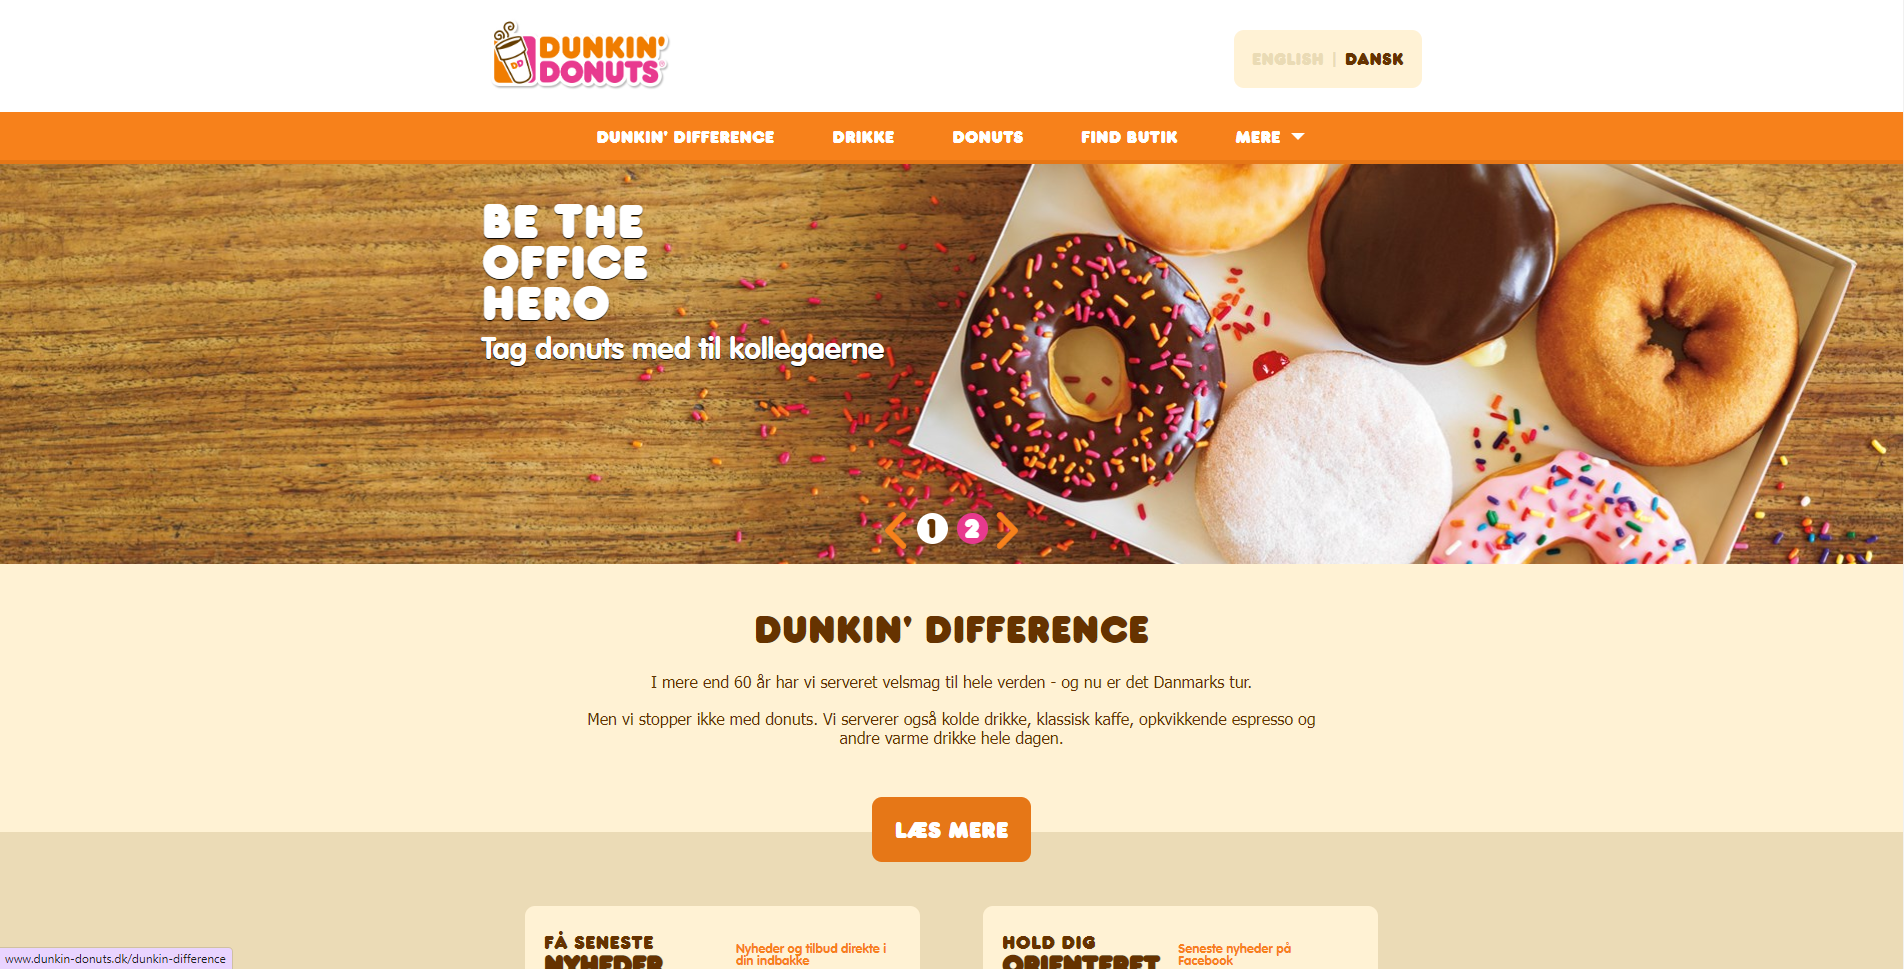 DUNKIN'
DONUTS
DD
ENGLISH | DANSK
DUNKIN' DIFFERENCE
DRIKKE
DONUTS
FIND BUTIK
MERE
BE THE
OFFICE
HERO
Tag donuts med til kollegaerne
1 2
DUNKIN' DIFFERENCE
I mere end 60 år har vi serveret velsmag til hele verden - og nu er det Danmarks tur.
Men vi stopper ikke med donuts. Vi serverer også kolde drikke, klassisk kaffe, opkvikkende espresso og
andre varme drikke hele dagen.
LÆS MERE
FÅ SENESTE
NYHEDER
Nyheder og tilbud direkte i
din indbakke
HOLD DIG
ORIENTERET
Seneste nyheder på
Facebook
www.dunkin-donuts.dk/dunkin-difference